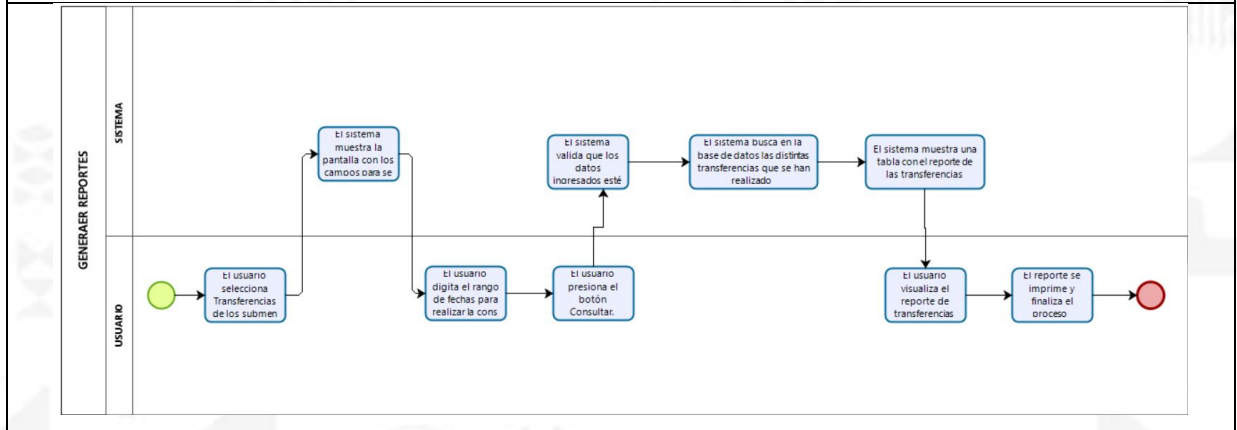 GENERAER REPORTES
SISTEMA
USUARIO
El usuario
selecciona
Transferencias
de los submen
El sistema
muestra la
pantalla con los
campos para se
El usuario
digita el rango
de fechas para
realizar la cons
El usuario
presiona el
botón
Consultar.
El sistema
valida que los
datos
ingresados esté
El sistema busca en la
base de datos las distintas
transferencias que se han
realizado
El sistema muestra una
tabla con el reporte de
las transferencias
El usuario
visualiza el
reporte de
transferencias
El reporte se
imprime y
finaliza el
proceso